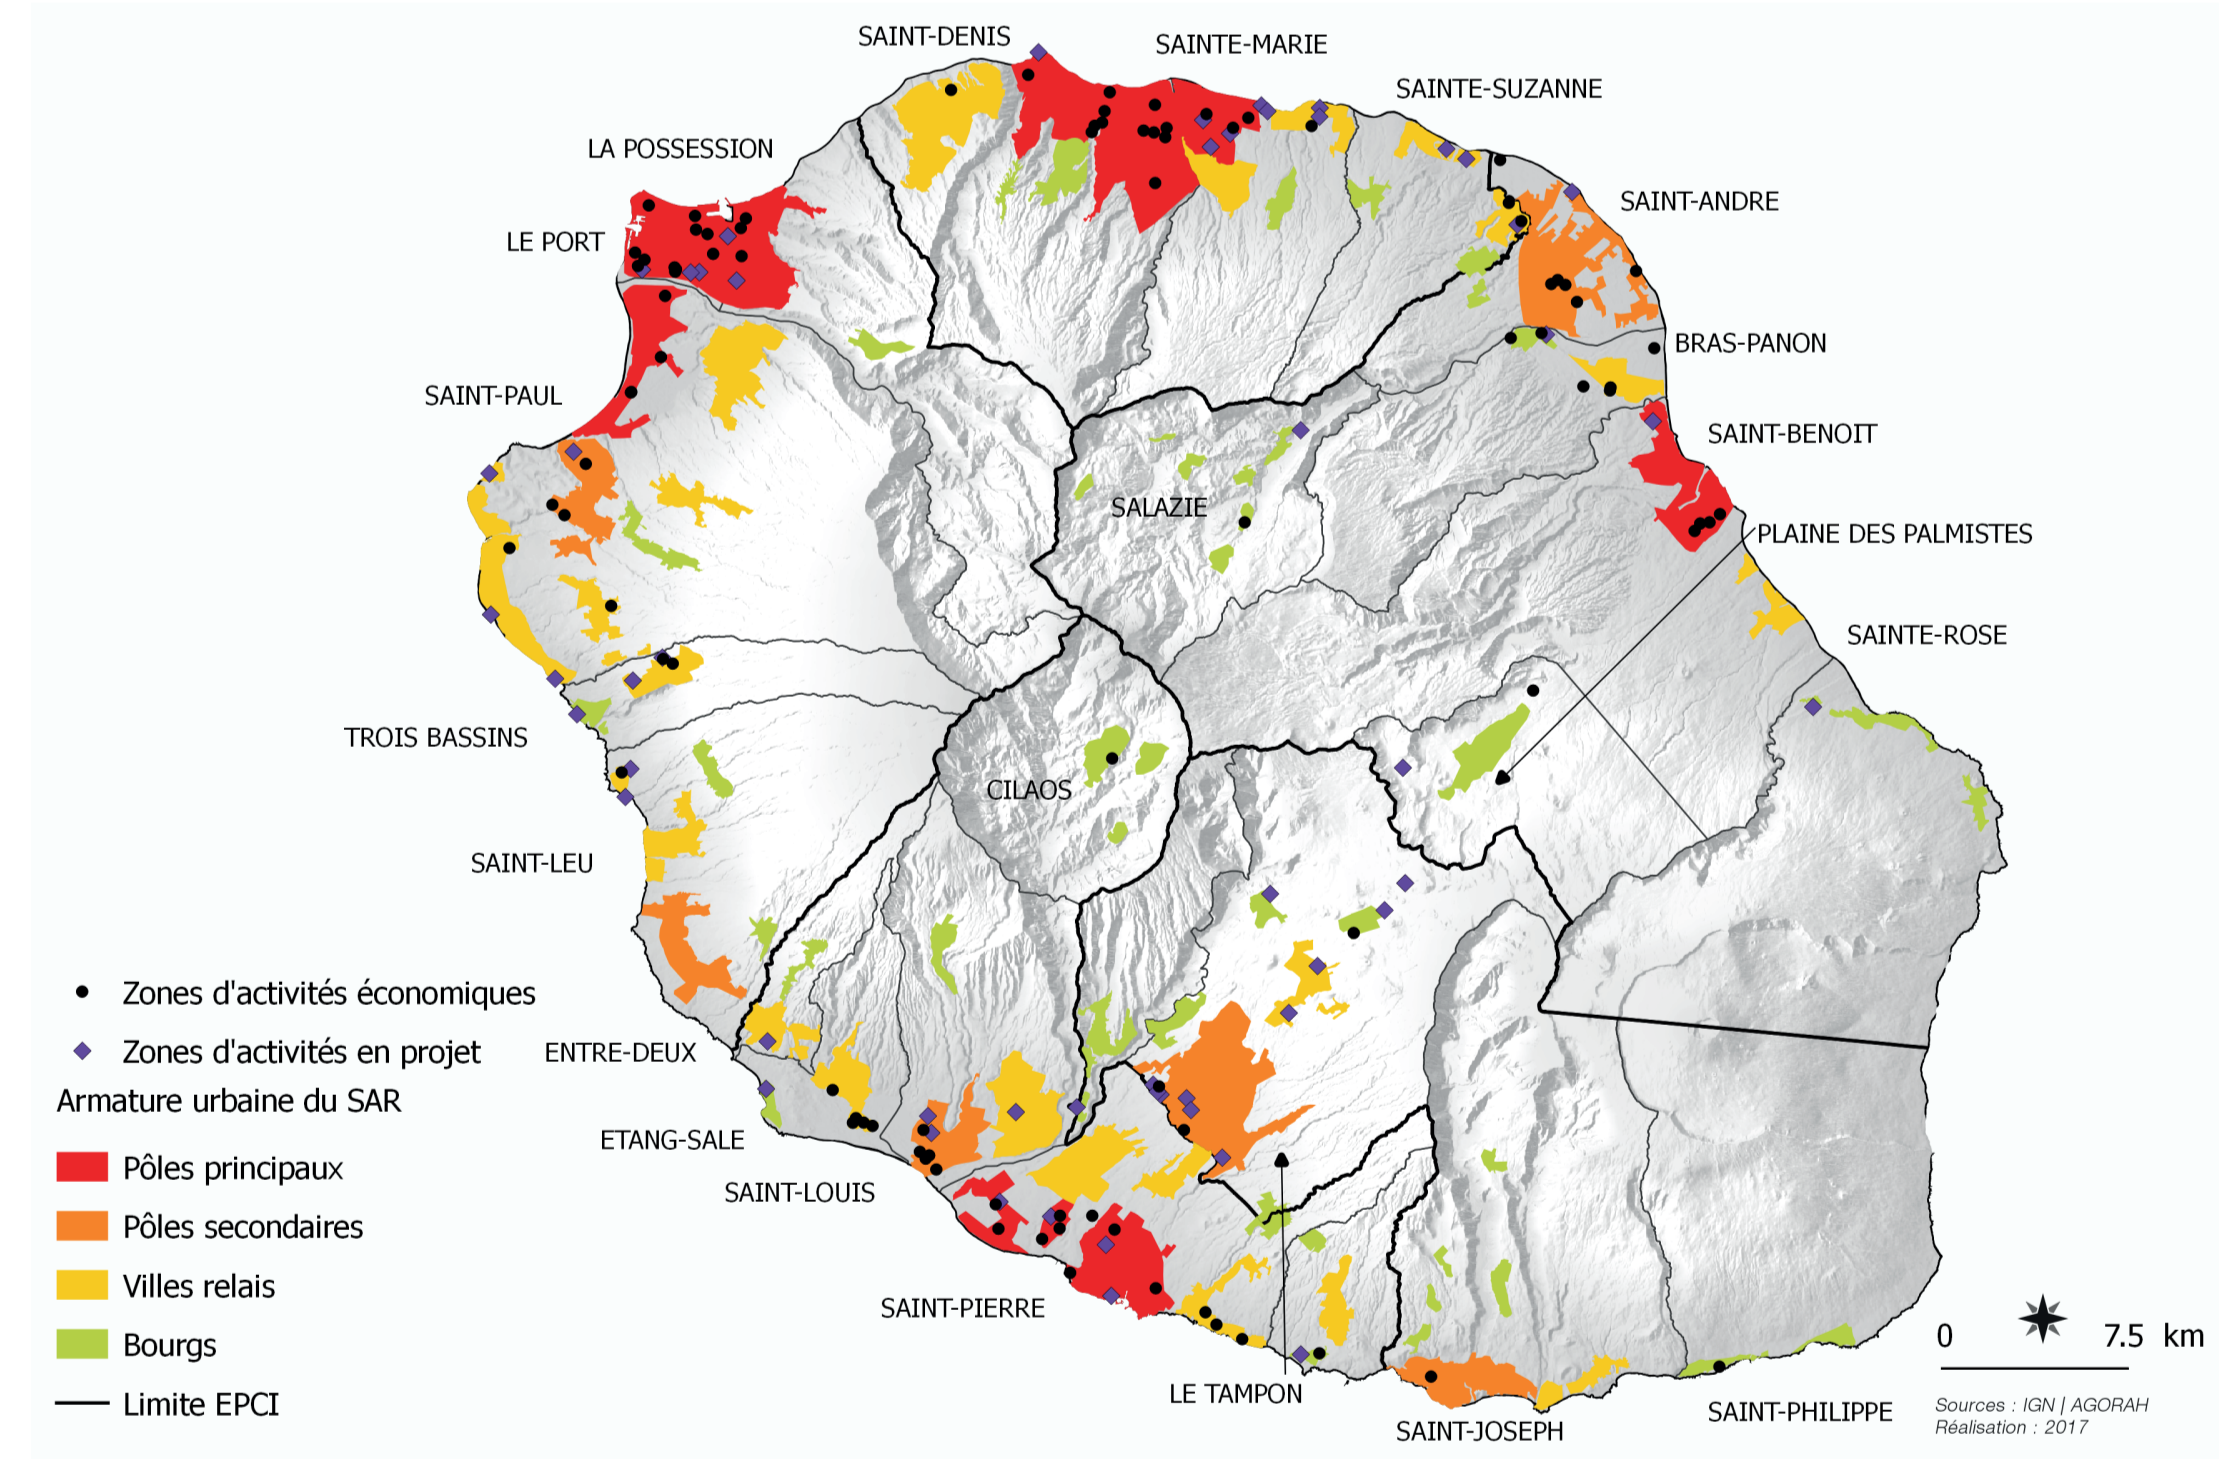 SAINT-DENIS
SAINTE-MARIE
SAINTE-SUZANNE
LA POSSESSION
SAINT-ANDRE
LE PORT
BRAS-PANON
SAINT-PAUL
SAINT-BENOIT
SALAZIE
PLAINE DES PALMISTES
SAINTE-ROSE
TROIS BASSINS
CILAOS
SAINT-LEU
Zones d'activités économiques
Zones d'activités en projet
ENTRE-DEUX
Armature urbaine du SAR
ETANG-SALE
Pôles principaux
SAINT-LOUIS
Pôles secondaires
Villes relais
SAINT-PIERRE
Bourgs
0 7.5 km
LE TAMPON
Limite EPCI
SAINT-PHILIPPE
SAINT-JOSEPH
Sources : IGN | AGORAH
Réalisation : 2017